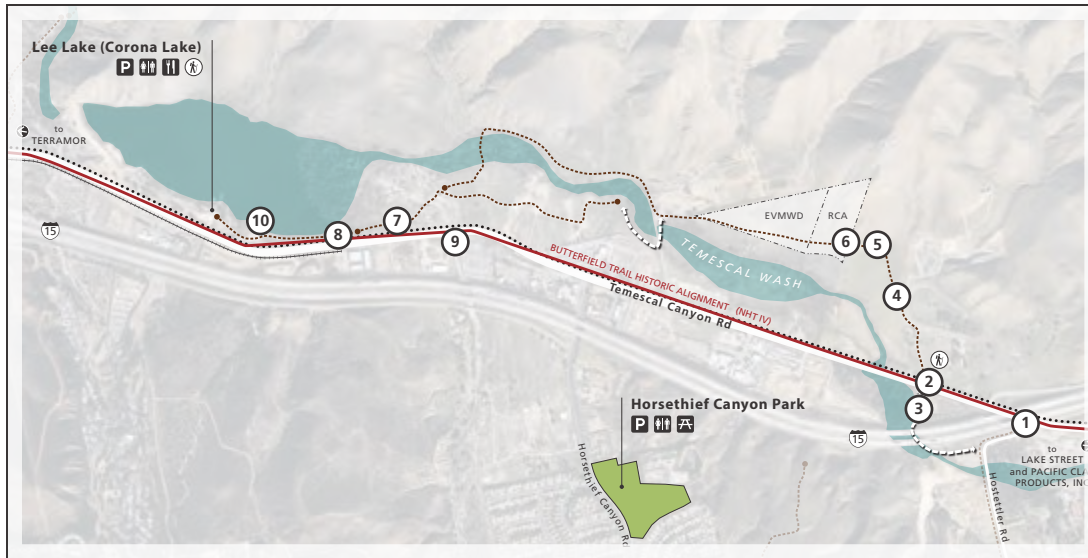 Lee Lake (Corona Lake)
P
to
TERRAMOR
15
10
8
7
9
EVMWD
RCA
6
5
4
TEMESCAL WASH
BUTTERFIELD TRAIL HISTORIC ALIGNMENT (NHT IV)
Temescal Canyon Rd
2
3
1
Horsethief Canyon Park
P
15
to
LAKE STREET
and PACIFIC CLA
PRODUCTS, INC
Horsethief Canyon Rd
Hostettler Rd